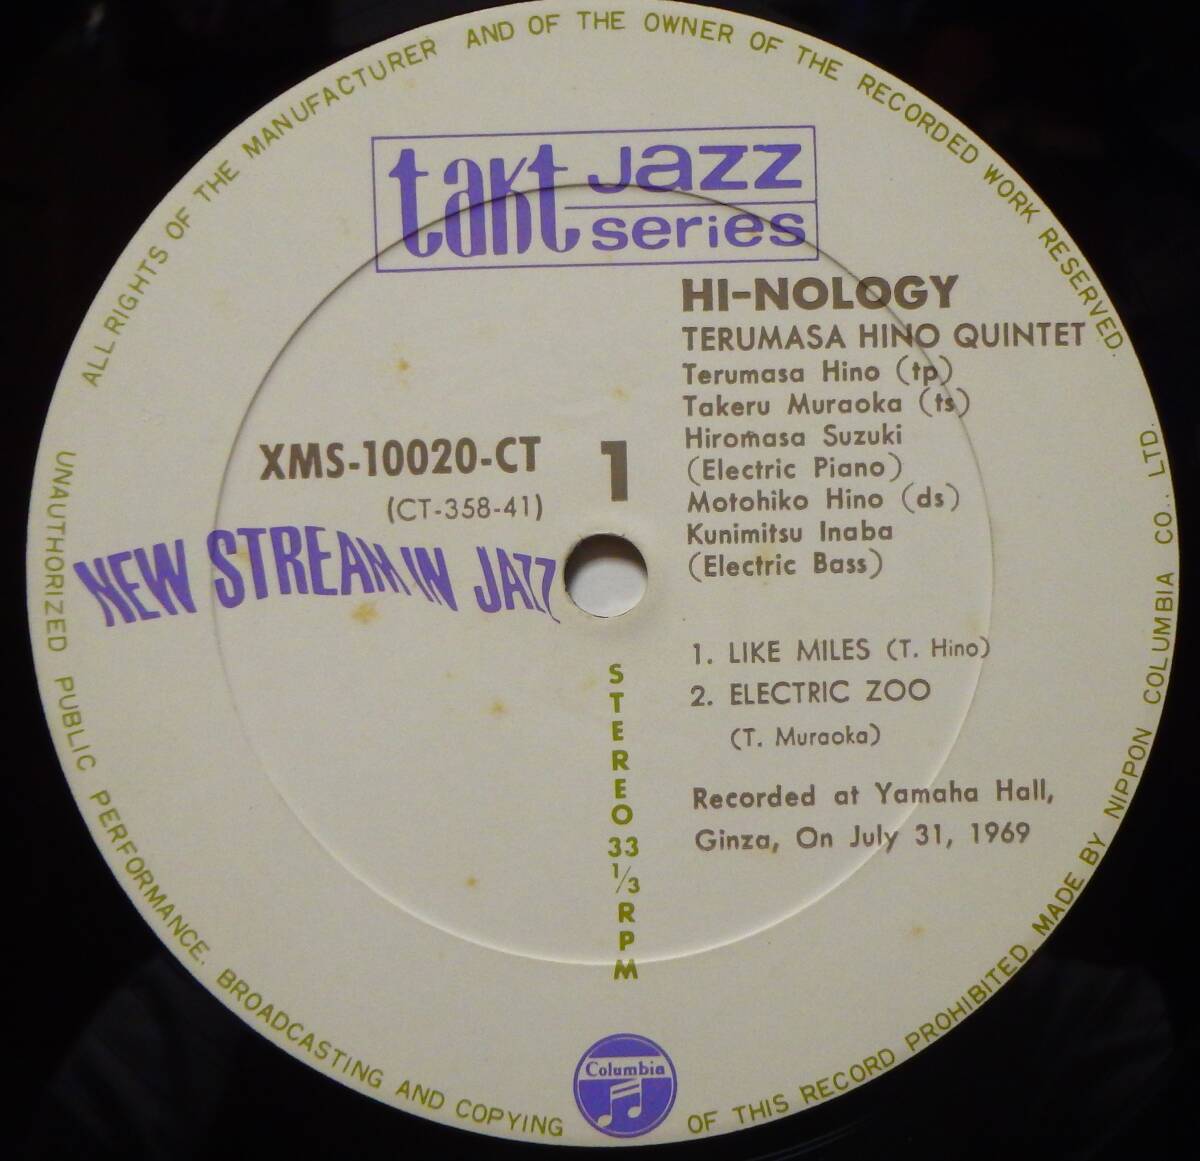 ALL RIGHTS OF THE MANUFACTURER AND OF THE OWNER OF THE RECORDED WORK RESERVED.
takt jazz series
HI-NOLOGY
TERUMASA HINO QUINTET
Terumasa Hino (tp)
Takeru Muraoka (ts)
Hiromasa Suzuki
(Electric Piano)
Motohiko Hino (ds)
Kunimitsu Inaba
(Electric Bass)
XMS-10020-CT
1
(CT-358-41)
NEW STREAM IN JAZZ
1. LIKE MILES (T. Hino)
2. ELECTRIC ZOO
(T. Muraoka)
Recorded at Yamaha Hall,
Ginza, On July 31, 1969
STEREO 33 1/3 RPM
Columbia
UNAUTHORIZED PUBLIC PERFORMANCE. BROADCASTING AND COPYING OF THIS RECORD PROHIBITED. MADE BY NIPPON COLUMBIA CO., LTD.